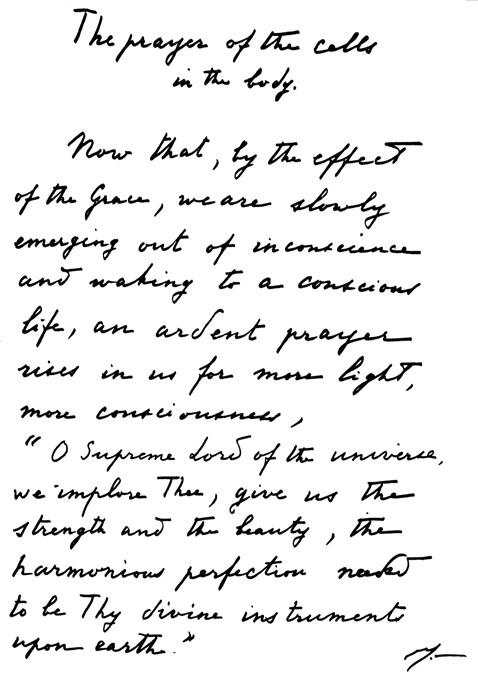 The prayer of the cells
in the body.
Now that, by the effect
of the Grace, we are slowly
emerging out of inconscience
and waking to a conscious
life, an ardent prayer
rises in us for more light,
more consciousness,
"O Supreme Lord of the universe,
we implore Thee, give us the
strength and the beauty, the
harmonious perfection needed
to be Thy divine instruments
upon earth."